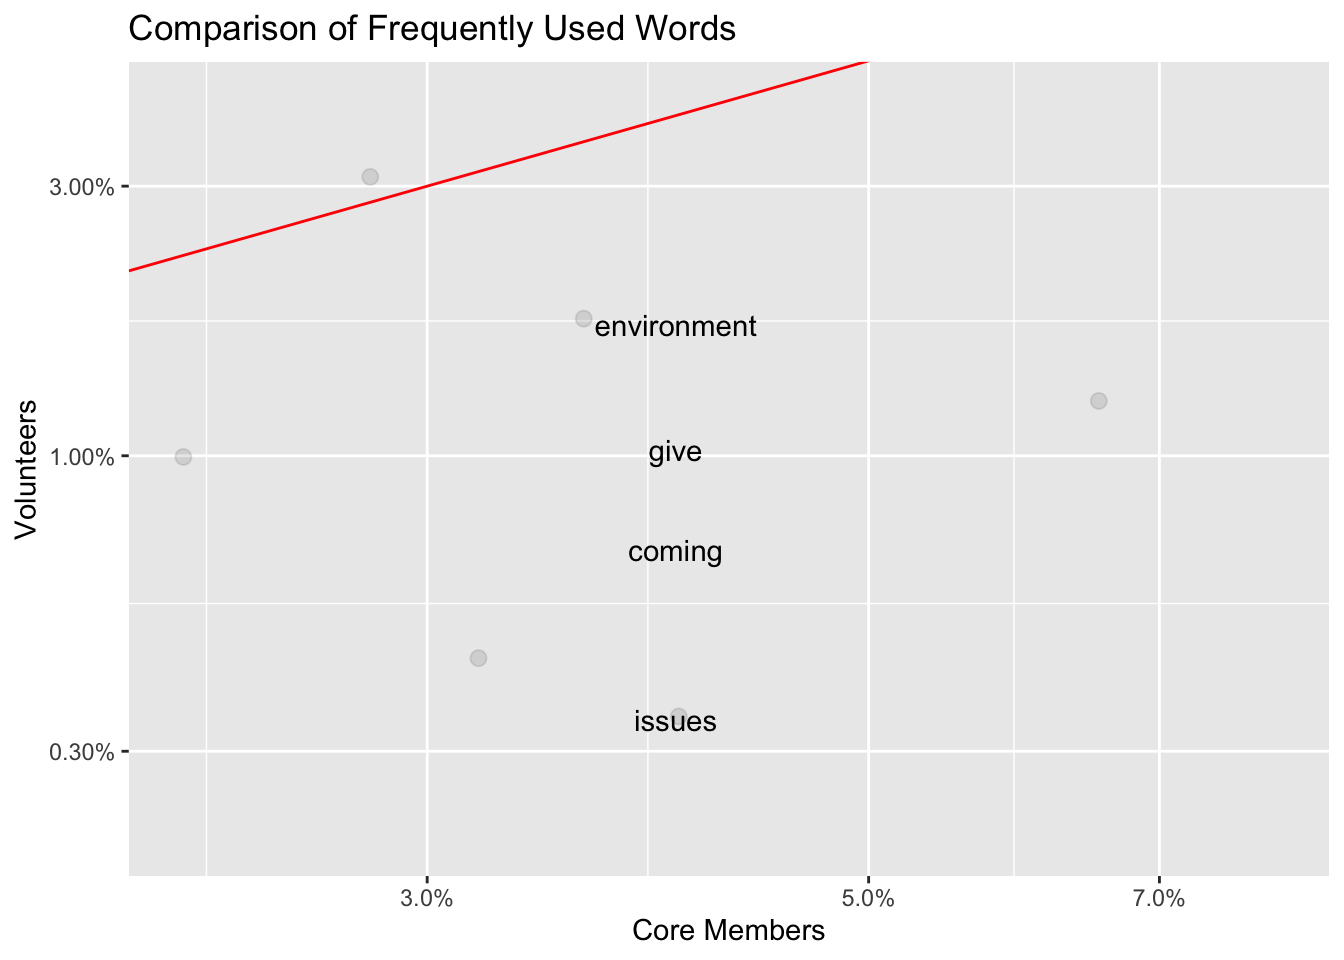 Comparison of Frequently Used Words
3.00%
environment
give
1.00%
Volunteers
coming
issues
0.30%
3.0%
5.0%
7.0%
Core Members